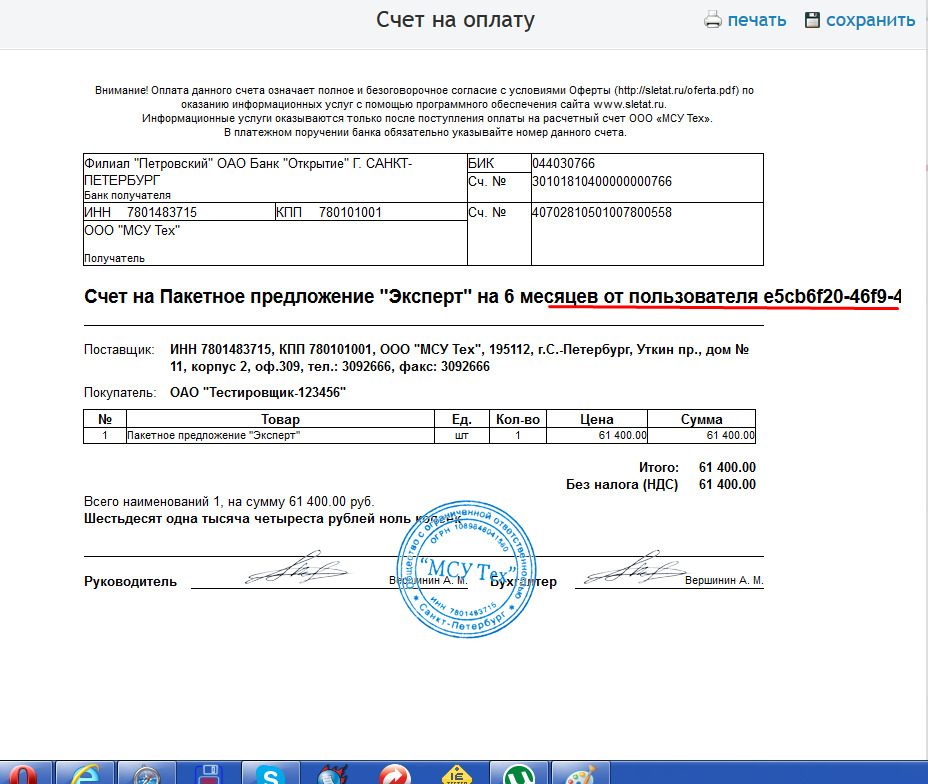 Счет на оплату
печать
сохранить
Внимание! Оплата данного счета означает полное и безоговорочное согласие с условиями Оферты (http://sletat.ru/oferta.pdf) по
оказанию информационных услуг с помощью программного обеспечения сайта www.sletat.ru.
Информационные услуги оказываются только после поступления оплаты на расчетный счет ООО «МСУ Тех».
В платежном поручении банка обязательно указывайте номер данного счета.
Филиал "Петровский" ОАО Банк "Открытие" Г. САНКТ-
ПЕТЕРБУРГ
Банк получателя
БИК 044030766
Сч. № 30101810400000000766
ИНН 7801483715 КПП 780101001 Сч. № 40702810501007800558
ООО "МСУ Тех"
Получатель
Счет на Пакетное предложение "Эксперт" на 6 месяцев от пользователя e5cb6f20-46f9-4
Поставщик: ИНН 7801483715, КПП 780101001, ООО "МСУ Тех", 195112, г.С.-Петербург, Уткин пр., дом №
11, корпус 2, оф.309, тел.: 3092666, факс: 3092666
Покупатель: ОАО "Тестировщик-123456"
№ Товар Ед. Кол-во Цена Сумма
1 Пакетное предложение "Эксперт" шт 1 61 400.00 61 400.00
Итого: 61 400.00
Без налога (НДС) 61 400.00
Всего наименований 1, на сумму 61 400.00 руб.
Шестьдесят одна тысяча четыреста рублей ноль копеек
Руководитель Вершинин А. М. Бухгалтер Вершинин А. М.
Общество с ограниченной ответственностью
"МСУ Тех"
ИНН 7801483715
Санкт-Петербург